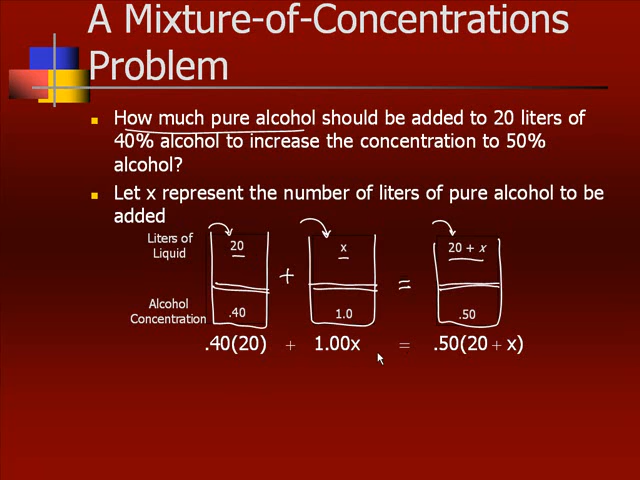 A Mixture-of-Concentrations
Problem
How much pure alcohol should be added to 20 liters of
40% alcohol to increase the concentration to 50%
alcohol?
Let x represent the number of liters of pure alcohol to be
added
Liters of
Liquid
20
x
20 + x
+
=
Alcohol
Concentration
.40
1.0
.50
.40(20) + 1.00x = .50(20 + x)